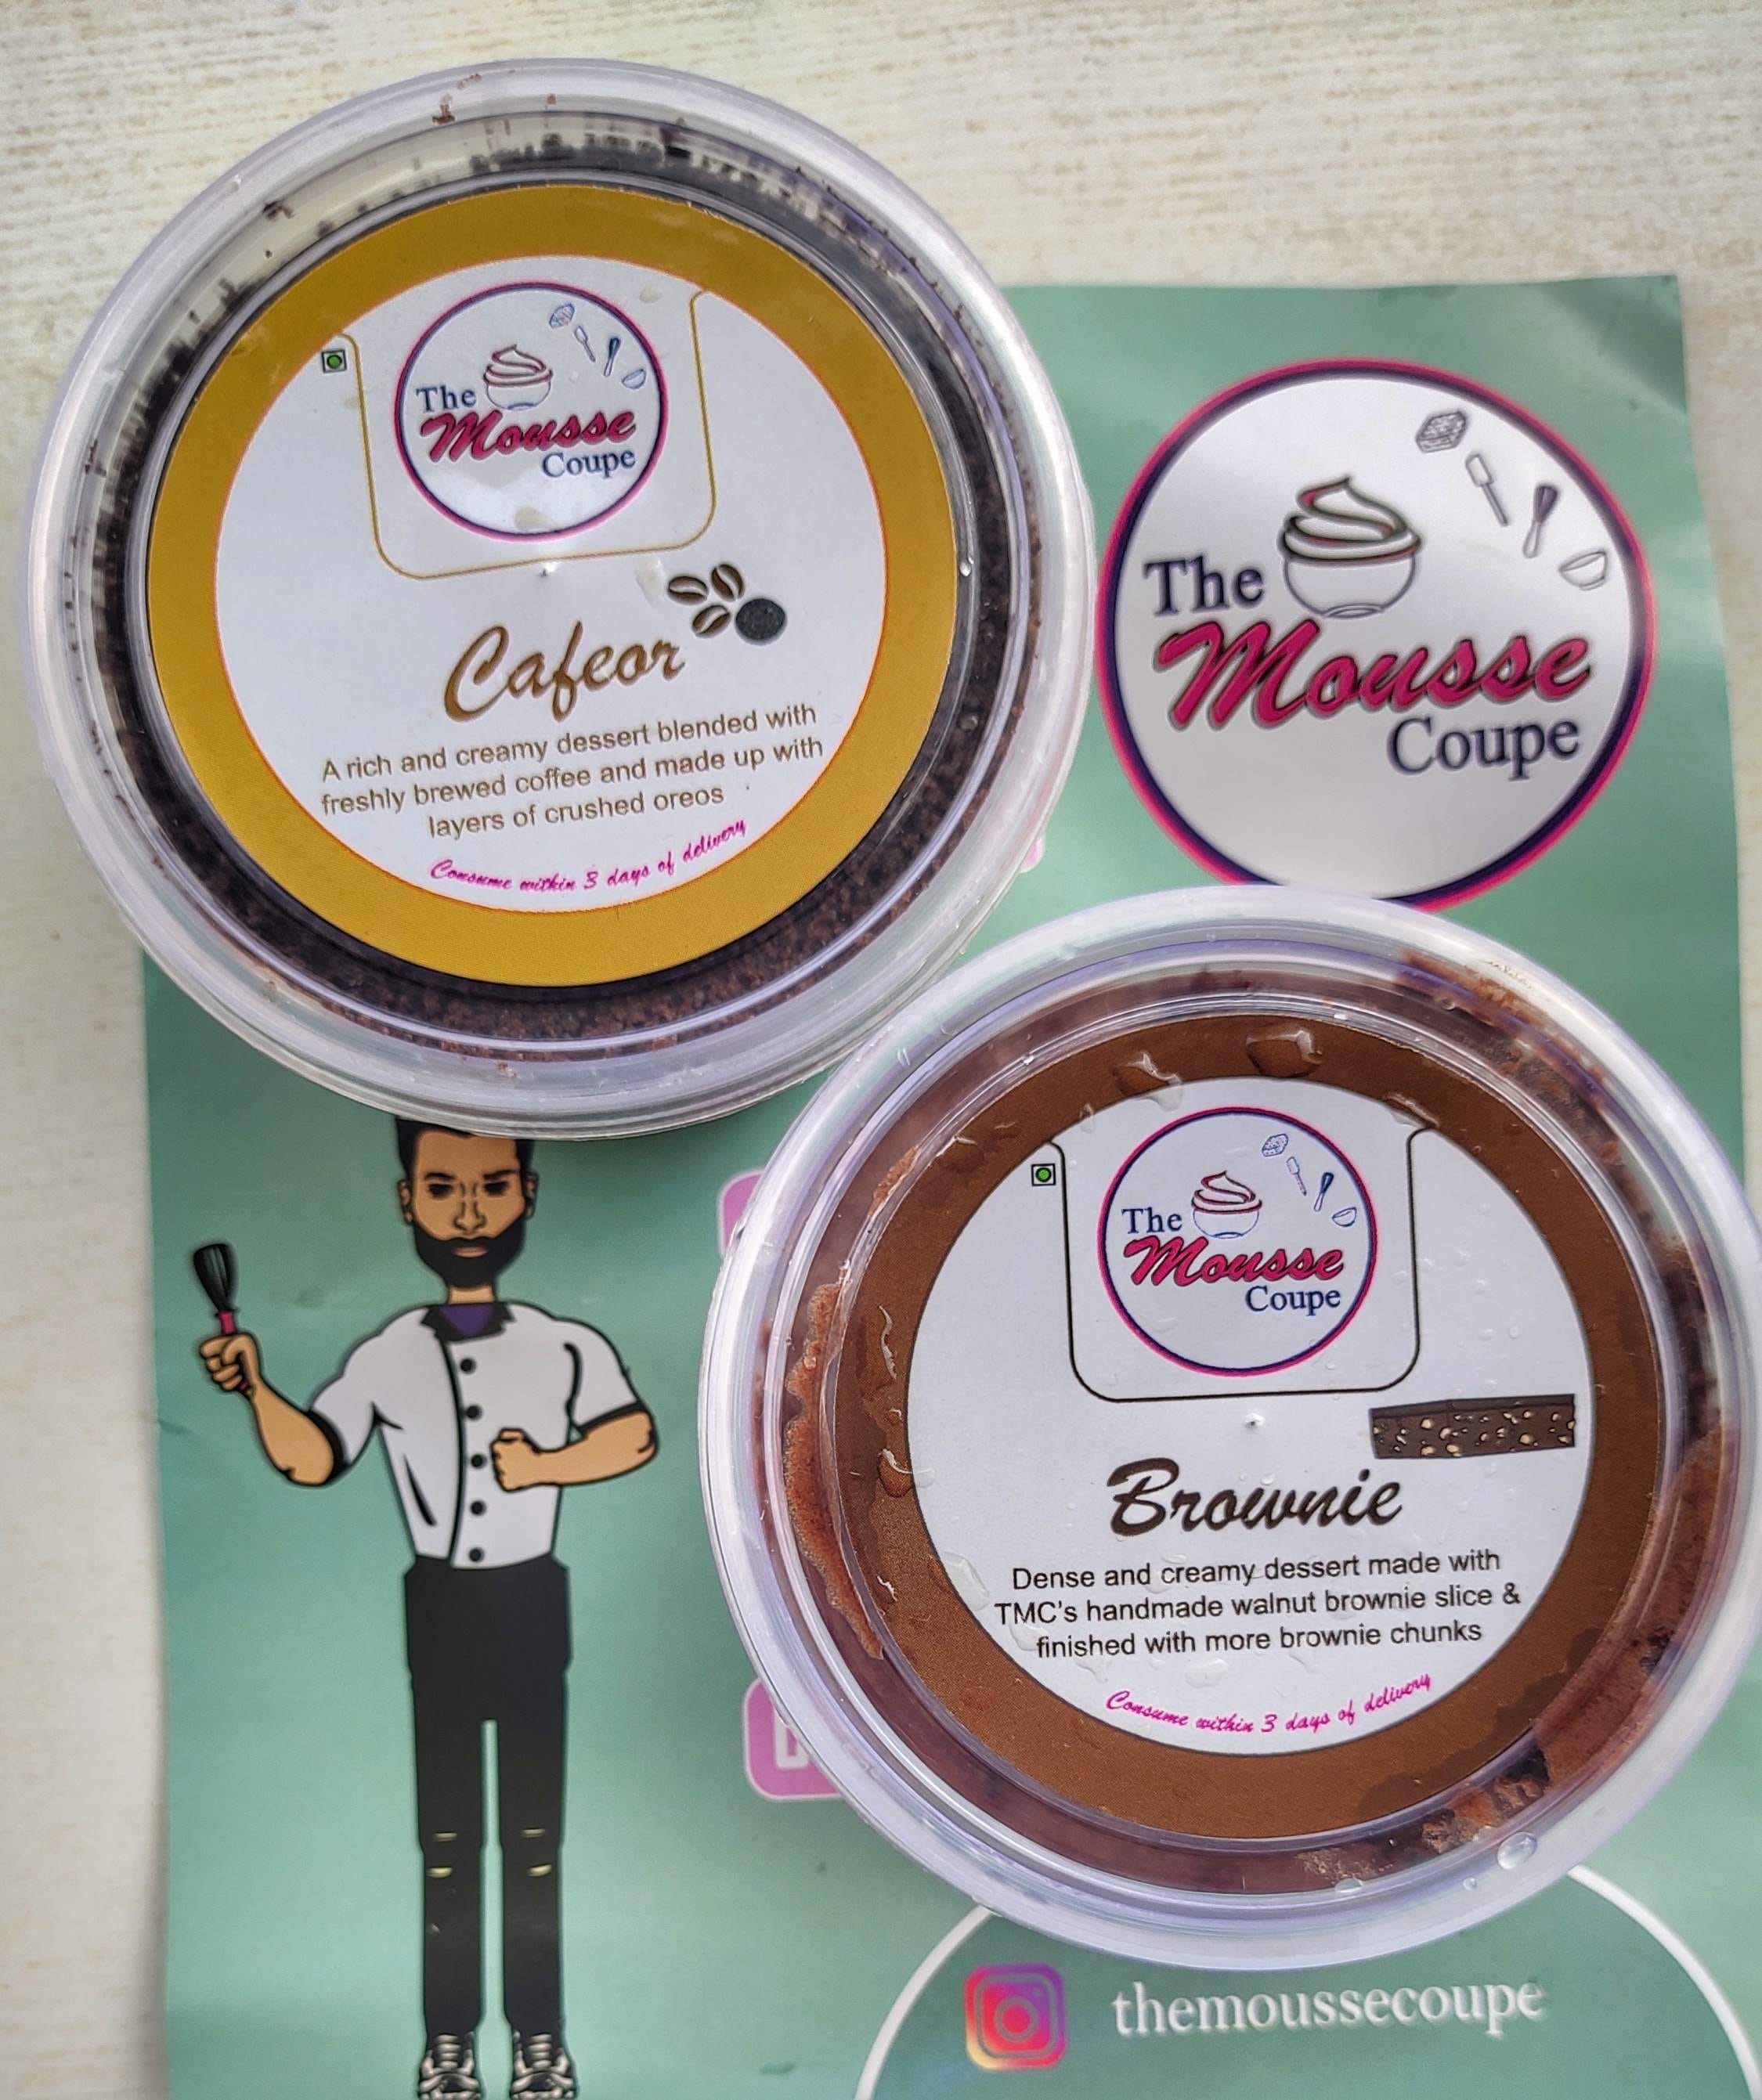 The
Mousse
Coupe
Cafeor
A rich and creamy dessert blended with
freshly brewed coffee and made up with
layers of crushed oreos
Consume within 3 days of delivery
The
Mousse
Coupe
The
Mousse
Coupe
Brownie
Dense and creamy dessert made with
TMC's handmade walnut brownie slice &
finished with more brownie chunks
Consume within 3 days of delivery
themoussecoupe